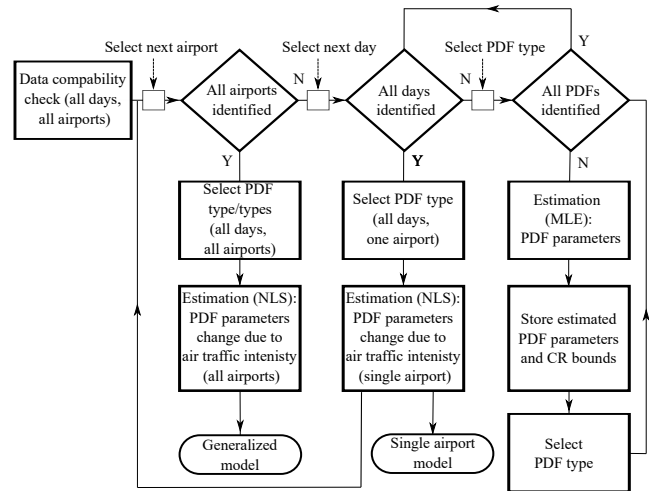 Select next airport
Select next day
Select PDF type
Y
Data compability
check (all days,
all airports)
All airports
identified
N
All days
identified
N
All PDFs
identified
Y
Y
N
Select PDF
type/types
(all days,
all airports)
Select PDF type
(all days,
one airport)
Estimation
(MLE):
PDF parameters
Estimation (NLS):
PDF parameters
change due to
air traffic intenisty
(all airports)
Estimation (NLS):
PDF parameters
change due to
air traffic intenisty
(single airport)
Store estimated
PDF parameters
and CR bounds
Generalized
model
Single airport
model
Select
PDF type